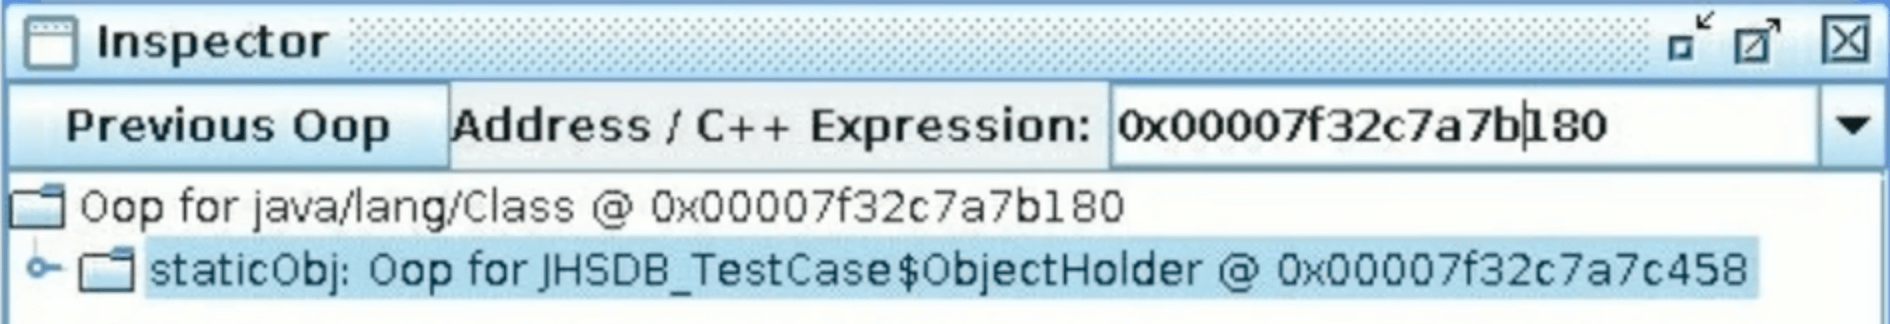 Inspector
Previous Oop Address / C++ Expression: 0x00007f32c7a7b180
Oop for java/lang/Class @ 0x00007f32c7a7b180
staticObj: Oop for JHSDB_TestCase$ObjectHolder @ 0x00007f32c7a7c458